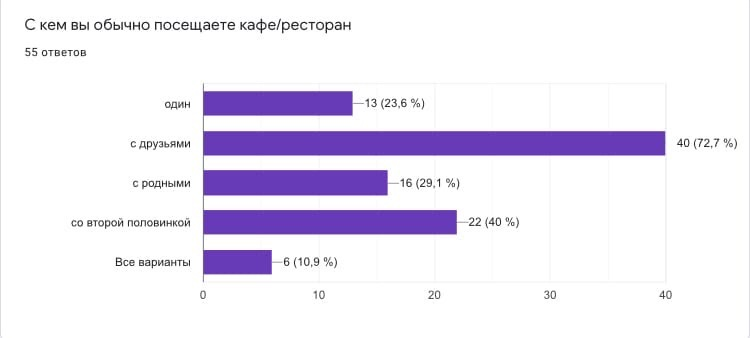 С кем вы обычно посещаете кафе/ресторан
55 ответов
один 13 (23,6 %)
с друзьями 40 (72,7 %)
с родными 16 (29,1 %)
со второй половинкой 22 (40 %)
Все варианты 6 (10,9 %)
0 10 20 30 40